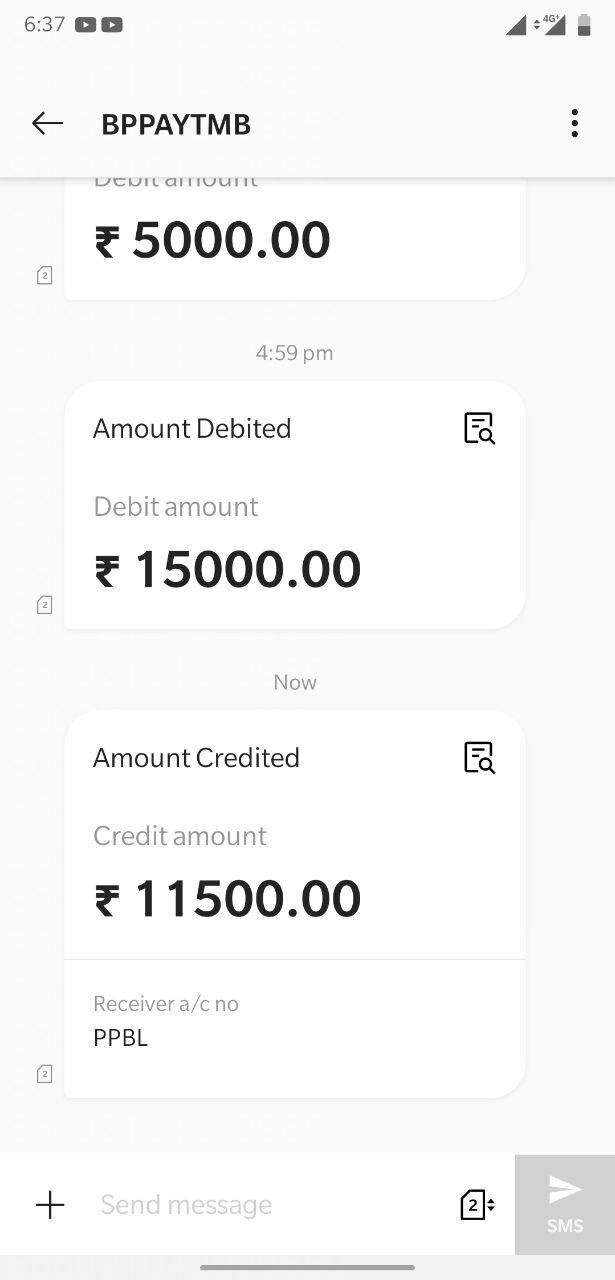 6:37
4G+
BPPAYTMB
Debit amount
₹ 5000.00
2
4:59 pm
Amount Debited
Debit amount
₹ 15000.00
2
Now
Amount Credited
Credit amount
₹ 11500.00
Receiver a/c no
PPBL
2
Send message
2
SMS